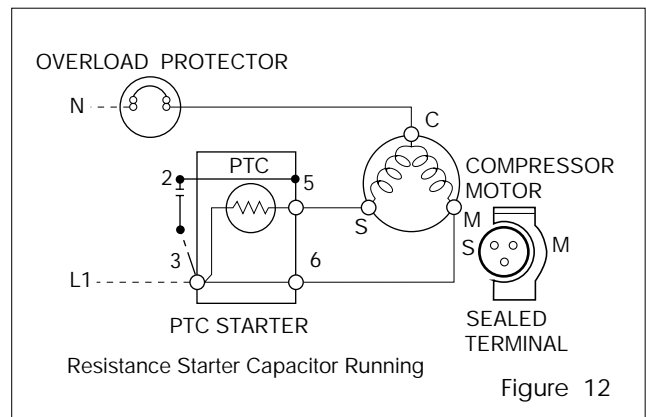 OVERLOAD PROTECTOR
N
C
PTC
2
5
COMPRESSOR
MOTOR
S
M
S
M
3
6
L1
PTC STARTER
SEALED
TERMINAL
Resistance Starter Capacitor Running
Figure 12